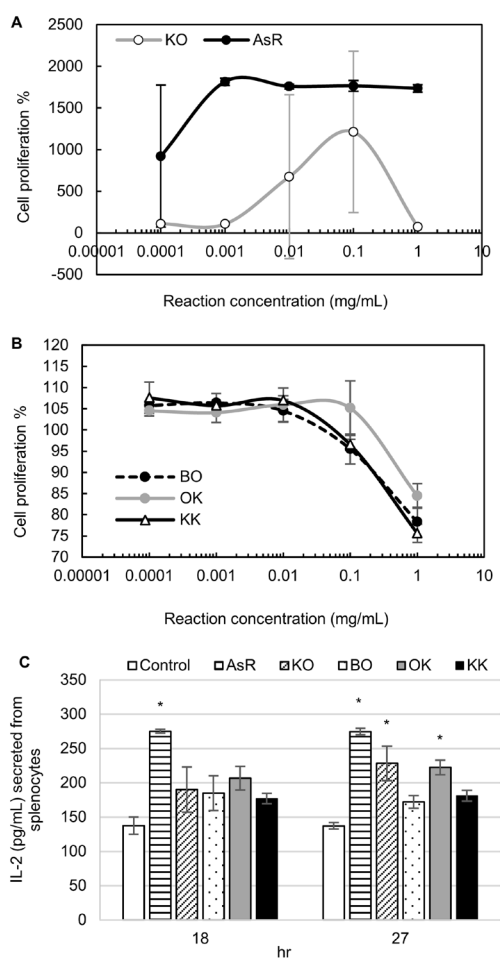 A
KO AsR
2500
2000
1500
1000
500
0
-500
Cell proliferation %
0.00001 0.0001 0.001 0.01 0.1 1 10
Reaction concentration (mg/mL)
B
120
115
110
105
100
95
90
85
80
75
70
Cell proliferation %
BO
OK
KK
0.00001 0.0001 0.001 0.01 0.1 1 10
Reaction concentration (mg/mL)
C
Control AsR KO BO OK KK
350
300
250
200
150
100
50
0
IL-2 (pg/mL) secreted from
splenocytes
* * * *
18 27
hr